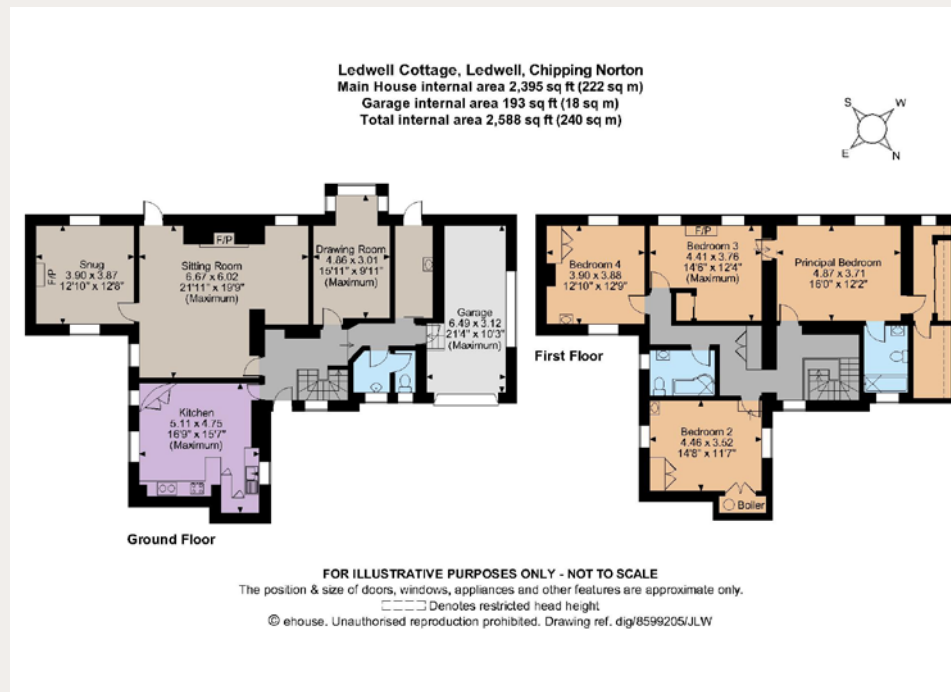 Ledwell Cottage, Ledwell, Chipping Norton
Main House internal area 2,395 sq ft (222 sq m)
Garage internal area 193 sq ft (18 sq m)
Total internal area 2,588 sq ft (240 sq m)
S
W
E
N
F/P
Snug
3.90 x 3.87
12'10" x 12'8"
F/P
Sitting Room
6.67 x 6.02
21'11" x 19'9"
(Maximum)
Drawing Room
4.86 x 3.01
15'11" x 9'11"
(Maximum)
Garage
6.49 x 3.12
21'4" x 10'3"
(Maximum)
Kitchen
5.11 x 4.75
16'9" x 15'7"
(Maximum)
Ground Floor
Bedroom 4
3.90 x 3.88
12'10" x 12'9"
F/P
Bedroom 3
4.41 x 3.76
14'6" x 12'4"
(Maximum)
Principal Bedroom
4.87 x 3.71
16'0" x 12'2"
First Floor
Bedroom 2
4.46 x 3.52
14'8" x 11'7"
Boiler
FOR ILLUSTRATIVE PURPOSES ONLY - NOT TO SCALE
The position & size of doors, windows, appliances and other features are approximate only.
Denotes restricted head height
© ehouse. Unauthorised reproduction prohibited. Drawing ref. dig/8599205/JLW